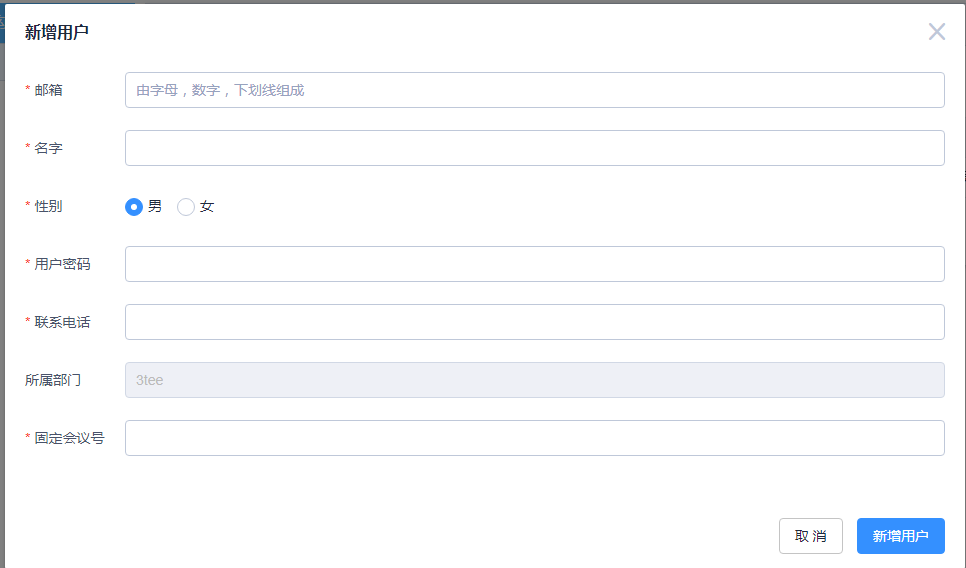 新增用户
* 邮箱 由字母，数字，下划线组成
* 名字
* 性别 男 女
* 用户密码
* 联系电话
所属部门 3tee
* 固定会议号
取 消 新增用户